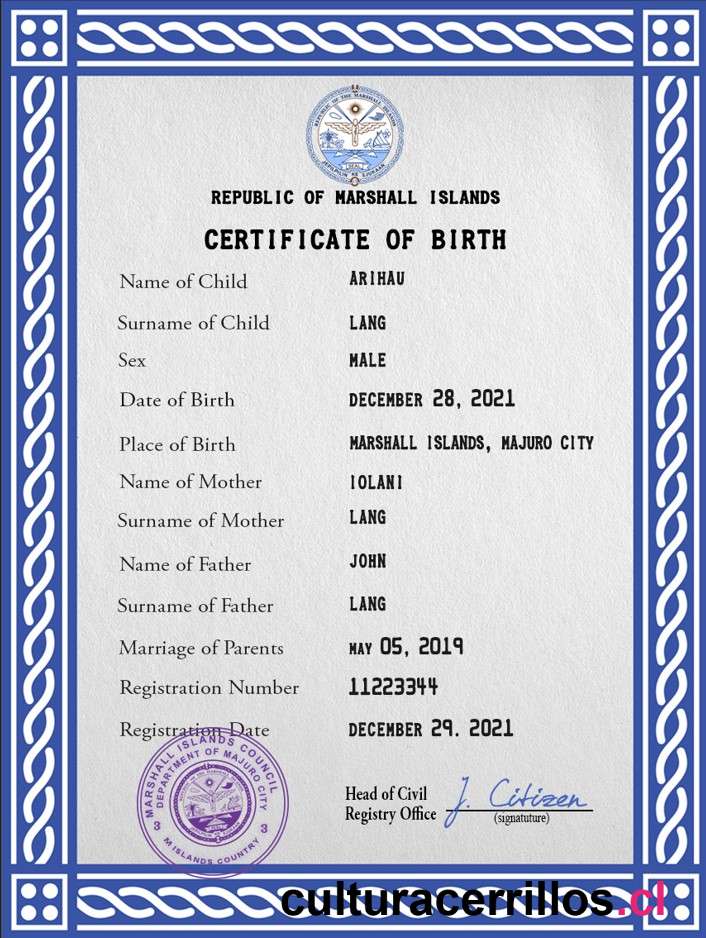 REPUBLIC OF THE MARSHALL ISLANDS
SEAL
JEPILPILIN KE EJUKAAN
REPUBLIC OF MARSHALL ISLANDS
CERTIFICATE OF BIRTH
Name of Child ARIHAU
Surname of Child LANG
Sex MALE
Date of Birth DECEMBER 28, 2021
Place of Birth MARSHALL ISLANDS, MAJURO CITY
Name of Mother IOLANI
Surname of Mother LANG
Name of Father JOHN
Surname of Father LANG
Marriage of Parents MAY 05, 2019
Registration Number 11223344
Registration Date DECEMBER 29. 2021
MARSHALL ISLANDS COUNCIL
DEPARTMENT OF MAJURO CITY
3 M ISLANDS COUNTRY 3
Head of Civil
Registry Office J. Citizen
(signatuture)
culturacerrillos.cl